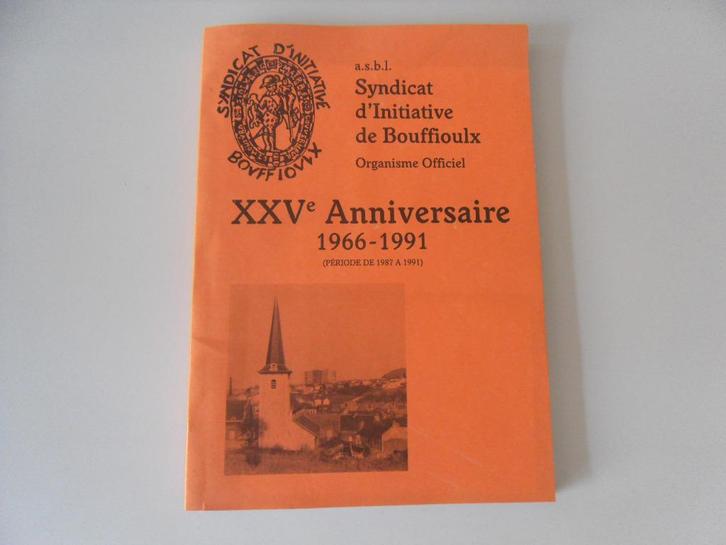 SYNDICAT D'INITIATIVE
BOUFFIOULX
a.s.b.l.
Syndicat
d'Initiative
de Bouffioulx
Organisme Officiel
XXVe Anniversaire
1966-1991
(PÉRIODE DE 1987 A 1991)